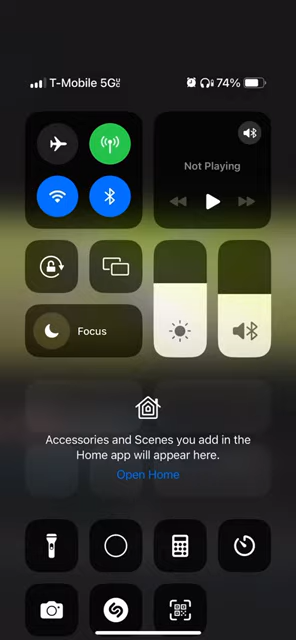 T-Mobile 5G
74%
Not Playing
Focus
Accessories and Scenes you add in the
Home app will appear here.
Open Home